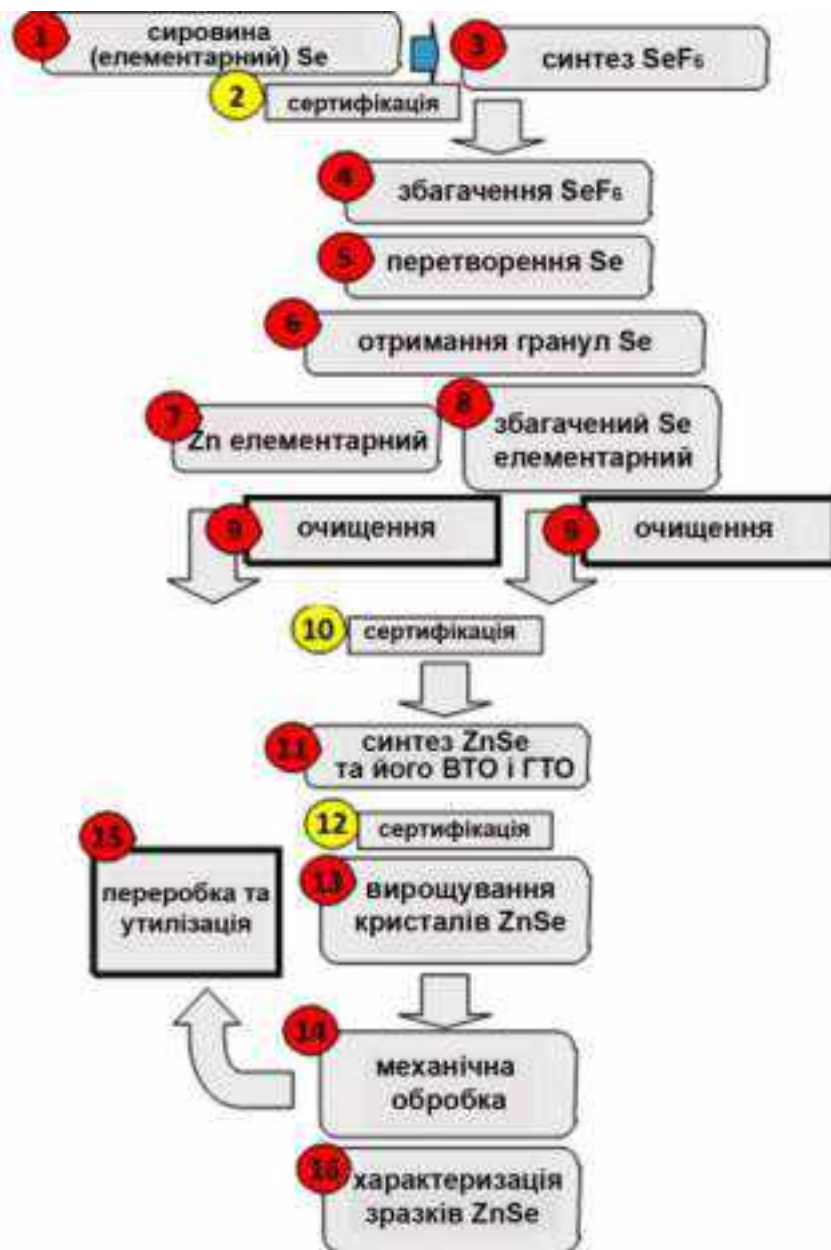 1
сировина
(елементарний) Se
3
синтез SeF₆
2
сертифікація
4
збагачення SeF₆
5
перетворення Se
6
отримання гранул Se
7
Zn елементарний
8
збагачений Se
елементарний
9
очищення
9
очищення
10
сертифікація
11
синтез ZnSe
та його ВТО і ГТО
12
сертифікація
15
переробка та
утилізація
13
вирощування
кристалів ZnSe
14
механічна
обробка
16
характеризація
зразків ZnSe